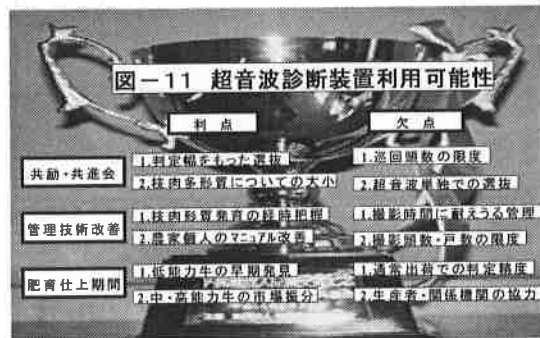 図－11 超音波診断装置利用可能性
利点
欠点
共励・共進会
1.判定幅をもった選抜
2.枝肉多形質についての大小
1.巡回頭数の限度
2.超音波単独での選抜
管理技術改善
1.枝肉形質発育の経時把握
2.農家個人のマニュアル改善
1.撮影時間に耐えうる管理
2.撮影頭数・戸数の限度
肥育仕上期間
1.低能力牛の早期発見
2.中・高能力牛の市場振分
1.通常出荷での判定精度
2.生産者・関係機関の協力